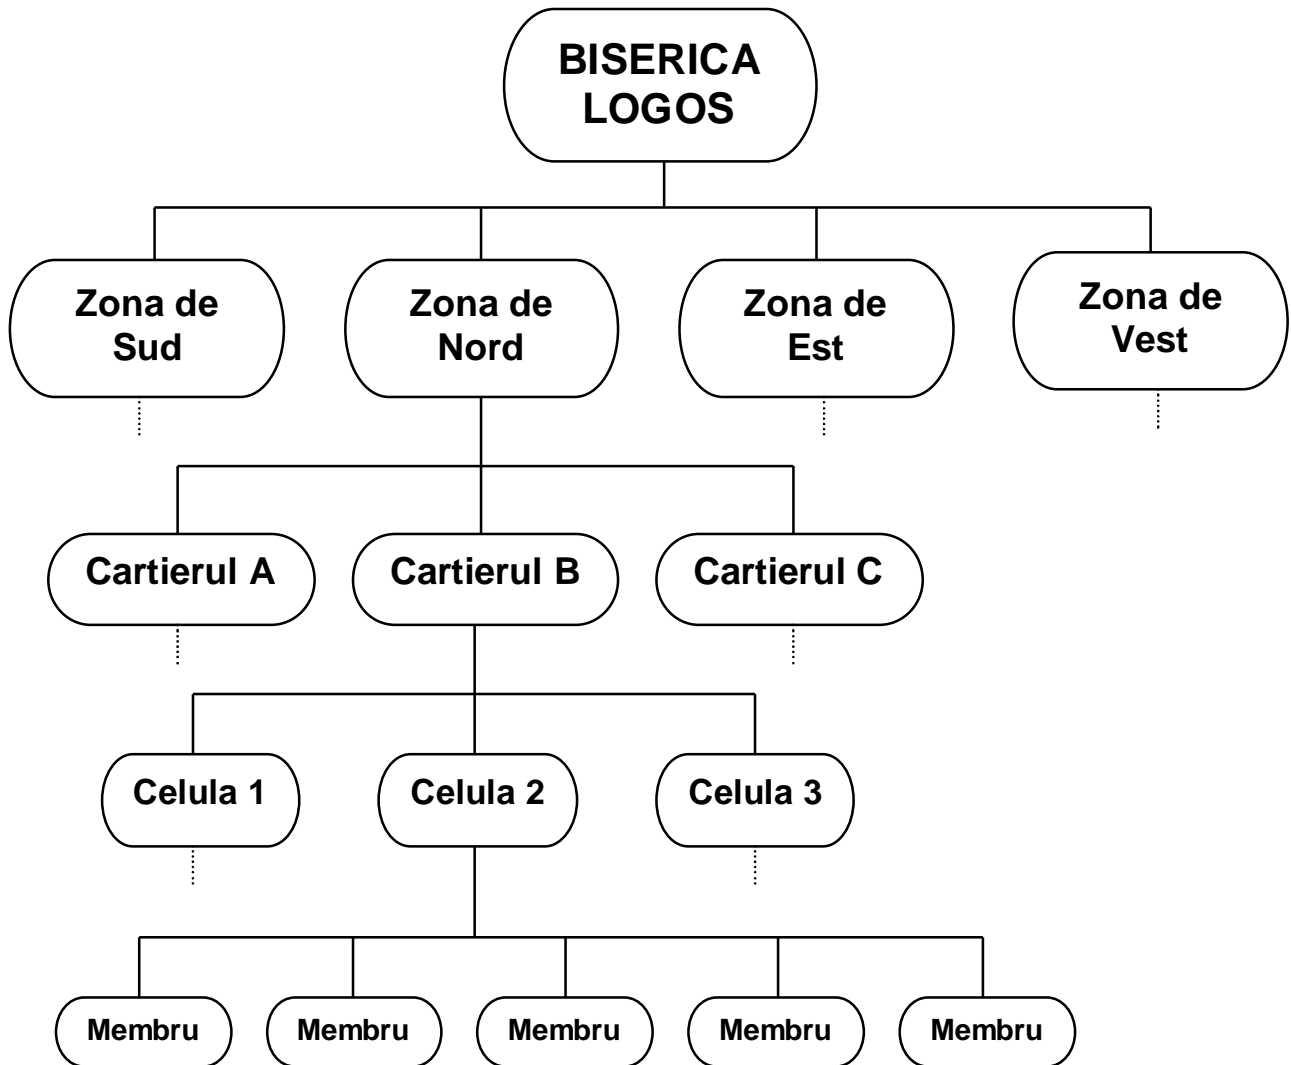 BISERICA
LOGOS
Zona de
Sud
Zona de
Nord
Zona de
Est
Zona de
Vest
Cartierul A
Cartierul B
Cartierul C
Celula 1
Celula 2
Celula 3
Membru
Membru
Membru
Membru
Membru